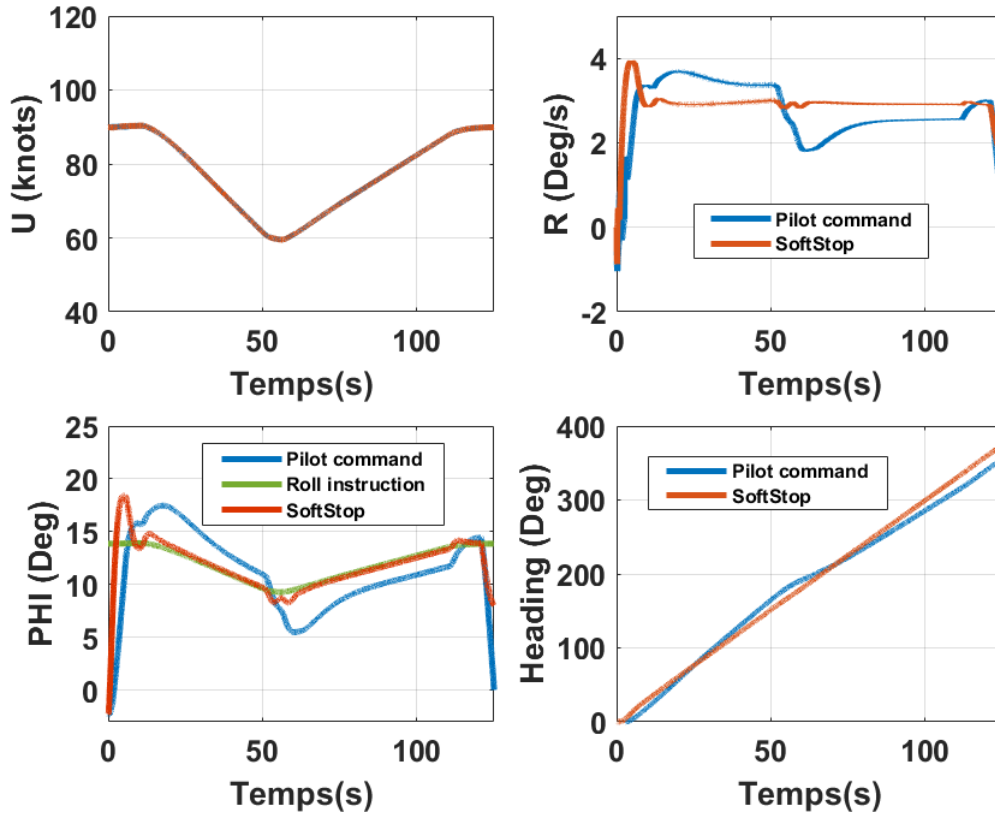 120
100
80
60
40
U (knots)
0
50
100
Temps(s)
4
2
0
-2
R (Deg/s)
Pilot command
SoftStop
0
50
100
Temps(s)
25
20
15
10
5
0
PHI (Deg)
Pilot command
Roll instruction
SoftStop
0
50
100
Temps(s)
400
300
200
100
0
Heading (Deg)
Pilot command
SoftStop
0
50
100
Temps(s)